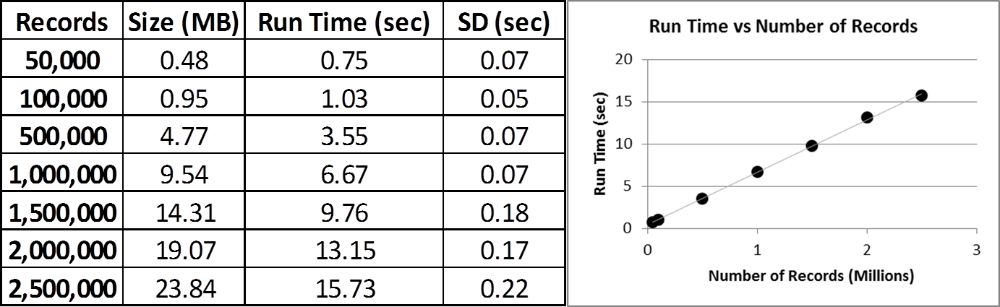 Records Size (MB) Run Time (sec) SD (sec)
50,000 0.48 0.75 0.07
100,000 0.95 1.03 0.05
500,000 4.77 3.55 0.07
1,000,000 9.54 6.67 0.07
1,500,000 14.31 9.76 0.18
2,000,000 19.07 13.15 0.17
2,500,000 23.84 15.73 0.22
Run Time vs Number of Records
20
15
10
5
0
Run Time (sec)
0 1 2 3
Number of Records (Millions)